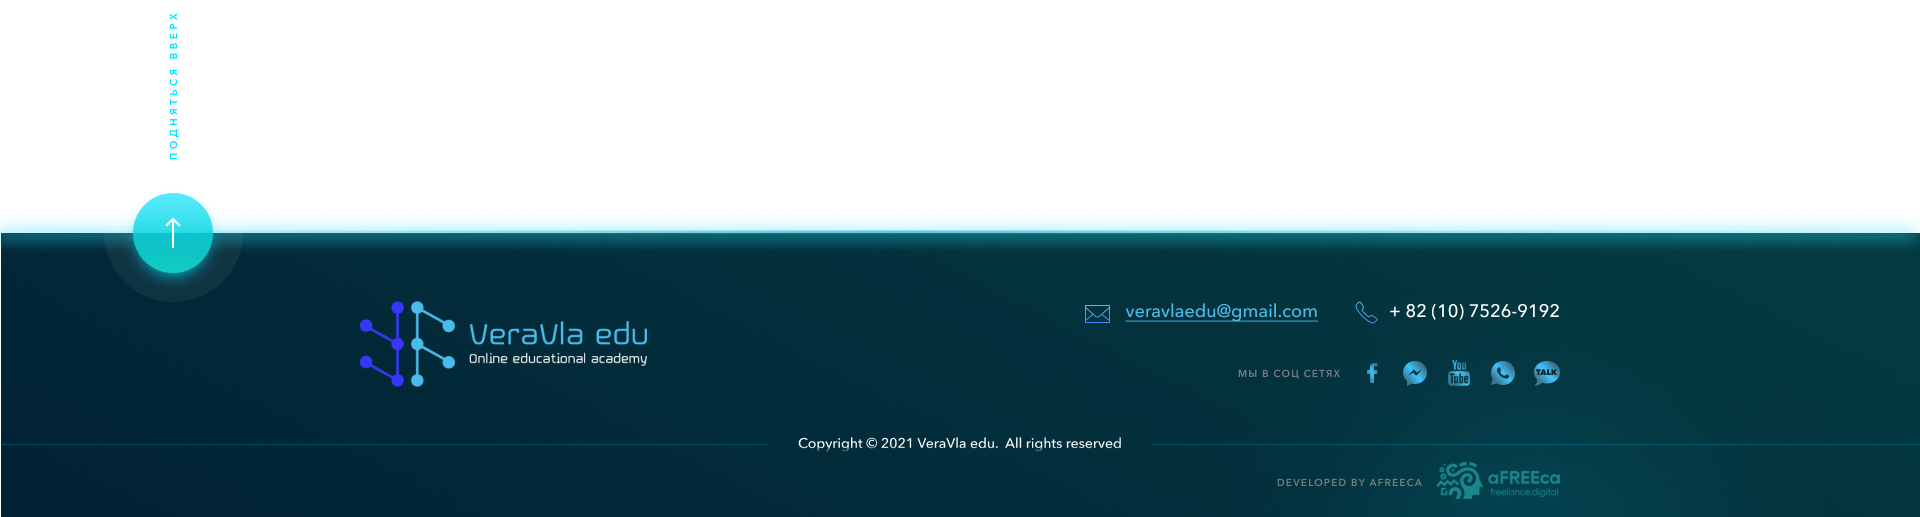 ПОДНЯТЬСЯ ВВЕРХ
VeraVla edu
Online educational academy
veravlaedu@gmail.com
+ 82 (10) 7526-9192
МЫ В СОЦ СЕТЯХ
You
Tube
TALK
Copyright © 2021 VeraVla edu. All rights reserved
DEVELOPED BY AFREECA
aFREEca
freelance.digital